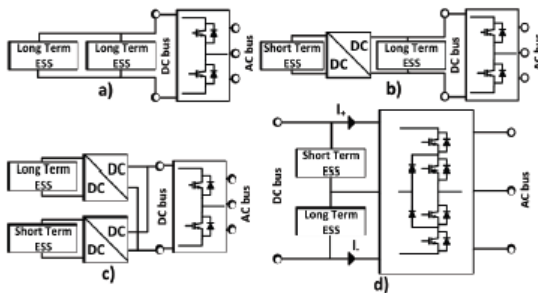 Long Term
ESS
Long Term
ESS
DC bus
AC bus
a)
Short Term
ESS
DC
DC
Long Term
ESS
DC bus
AC bus
b)
Long Term
ESS
DC
DC
Short Term
ESS
DC
DC
DC bus
AC bus
c)
I+
DC bus
Short Term
ESS
Long Term
ESS
I-
AC bus
d)